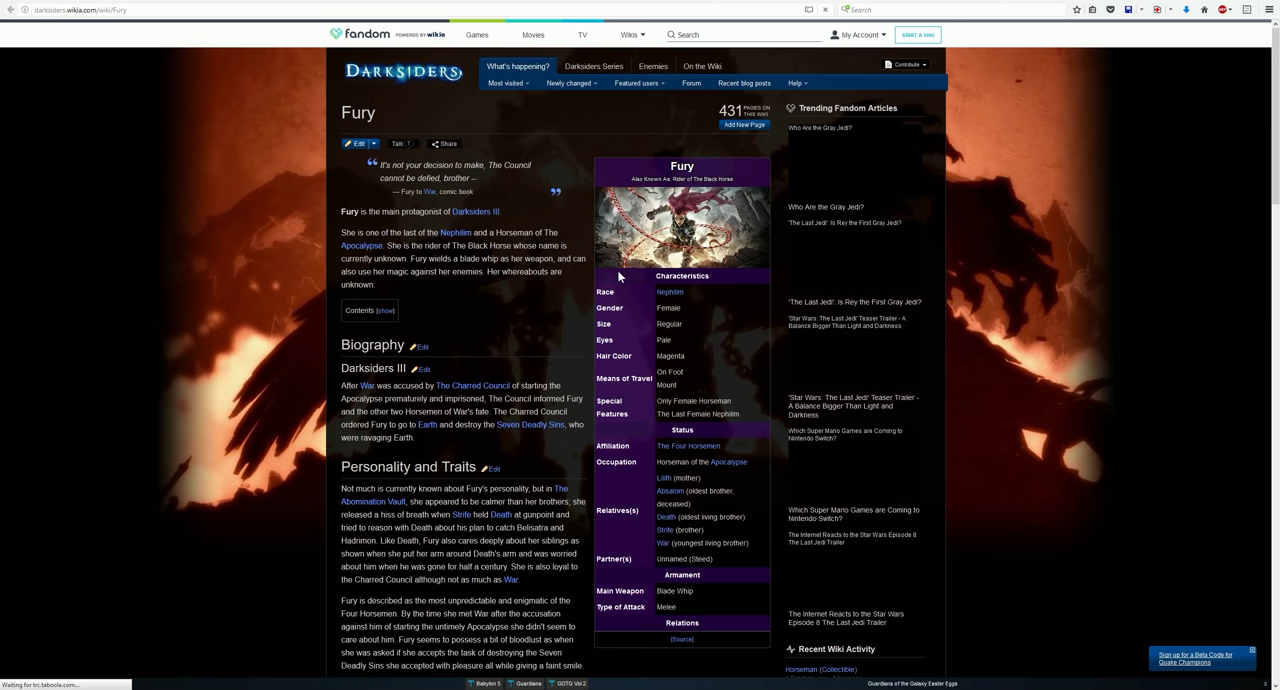 darksiders.wikia.com/wiki/Fury
Search
fandom POWERED BY wikia
Games Movies TV Wikis
Search
My Account
START A WIKI
DARKSIDERS
What's happening? Darksiders Series Enemies On the Wiki
Contribute
Most visited Newly changed Featured users Forum Recent blog posts Help
Fury
431 PAGES ON THIS WIKI
Add New Page
Edit Talk 7 Share
It's not your decision to make, The Council
cannot be defied, brother --
— Fury to War, comic book
Fury is the main protagonist of Darksiders III.
She is one of the last of the Nephilim and a Horseman of The
Apocalypse. She is the rider of The Black Horse whose name is
currently unknown. Fury wields a blade whip as her weapon, and can
also use her magic against her enemies. Her whereabouts are
unknown.
Contents [show]
Biography Edit
Darksiders III Edit
After War was accused by The Charred Council of starting the
Apocalypse prematurely and imprisoned, The Council informed Fury
and the other two Horsemen of War's fate. The Charred Council
ordered Fury to go to Earth and destroy the Seven Deadly Sins, who
were ravaging Earth.
Personality and Traits Edit
Not much is currently known about Fury's personality, but in The
Abomination Vault, she appeared to be calmer than her brothers; she
released a hiss of breath when Strife held Death at gunpoint and
tried to reason with Death about his plan to catch Belisatra and
Hadrimon. Like Death, Fury also cares deeply about her siblings as
shown when she put her arm around Death's arm and was worried
about him when he was gone for half a century. She is also loyal to
the Charred Council although not as much as War.
Fury is described as the most unpredictable and enigmatic of the
Four Horsemen. By the time she met War after the accusation
against him of starting the untimely Apocalypse she didn't seem to
care about him. Fury seems to possess a bit of bloodlust as when
she was asked if she accepts the task of destroying the Seven
Deadly Sins she accepted with pleasure all while giving a faint smile.
Fury
Also Known As: Rider of The Black Horse
Characteristics
Race Nephilim
Gender Female
Size Regular
Eyes Pale
Hair Color Magenta
Means of Travel On Foot
Mount
Special Features Only Female Horseman
The Last Female Nephilim
Status
Affiliation The Four Horsemen
Occupation Horseman of the Apocalypse
Relatives(s) Lilith (mother)
Absalom (oldest brother,
deceased)
Death (oldest living brother)
Strife (brother)
War (youngest living brother)
Partner(s) Unnamed (Steed)
Armament
Main Weapon Blade Whip
Type of Attack Melee
Relations
[Source]
Trending Fandom Articles
Who Are the Gray Jedi?
Who Are the Gray Jedi?
'The Last Jedi': Is Rey the First Gray Jedi?
'The Last Jedi': Is Rey the First Gray Jedi?
'Star Wars: The Last Jedi' Teaser Trailer - A
Balance Bigger Than Light and Darkness
'Star Wars: The Last Jedi' Teaser Trailer -
A Balance Bigger Than Light and
Darkness
Which Super Mario Games are Coming to
Nintendo Switch?
Which Super Mario Games are Coming to
Nintendo Switch?
The Internet Reacts to the Star Wars Episode 8
The Last Jedi Trailer
The Internet Reacts to the Star Wars
Episode 8 The Last Jedi Trailer
Recent Wiki Activity
Horseman (Collectible)
Sign up for a Beta Code for
Quake Champions
Waiting for trc.taboola.com...
Babylon 5 Guardians GOTG Vol 2
Guardians of the Galaxy Easter Eggs